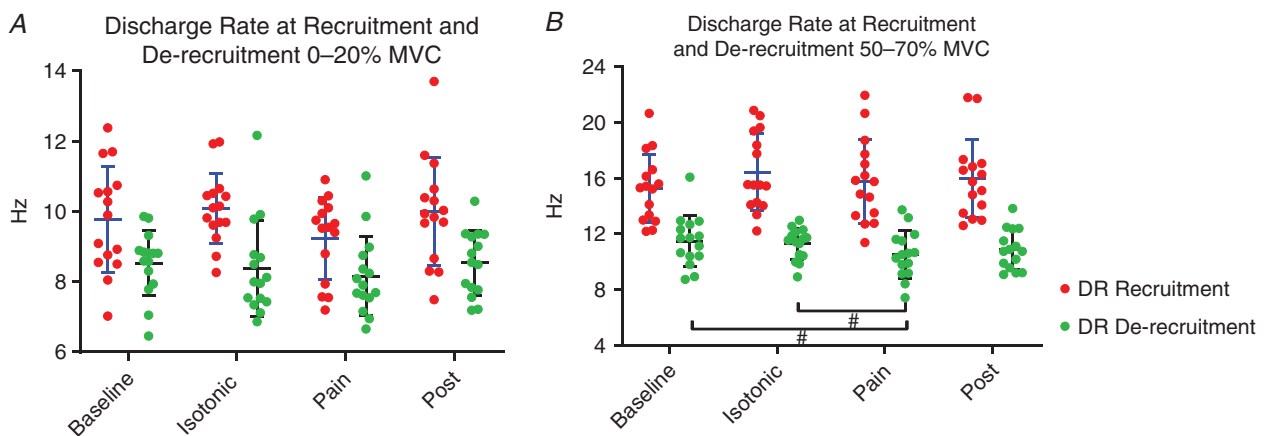 A
Discharge Rate at Recruitment and
De-recruitment 0–20% MVC
14
12
10
8
6
Hz
Baseline
Isotonic
Pain
Post
B
Discharge Rate at Recruitment
and De-recruitment 50–70% MVC
24
20
16
12
8
4
Hz
#
#
Baseline
Isotonic
Pain
Post
DR Recruitment
DR De-recruitment